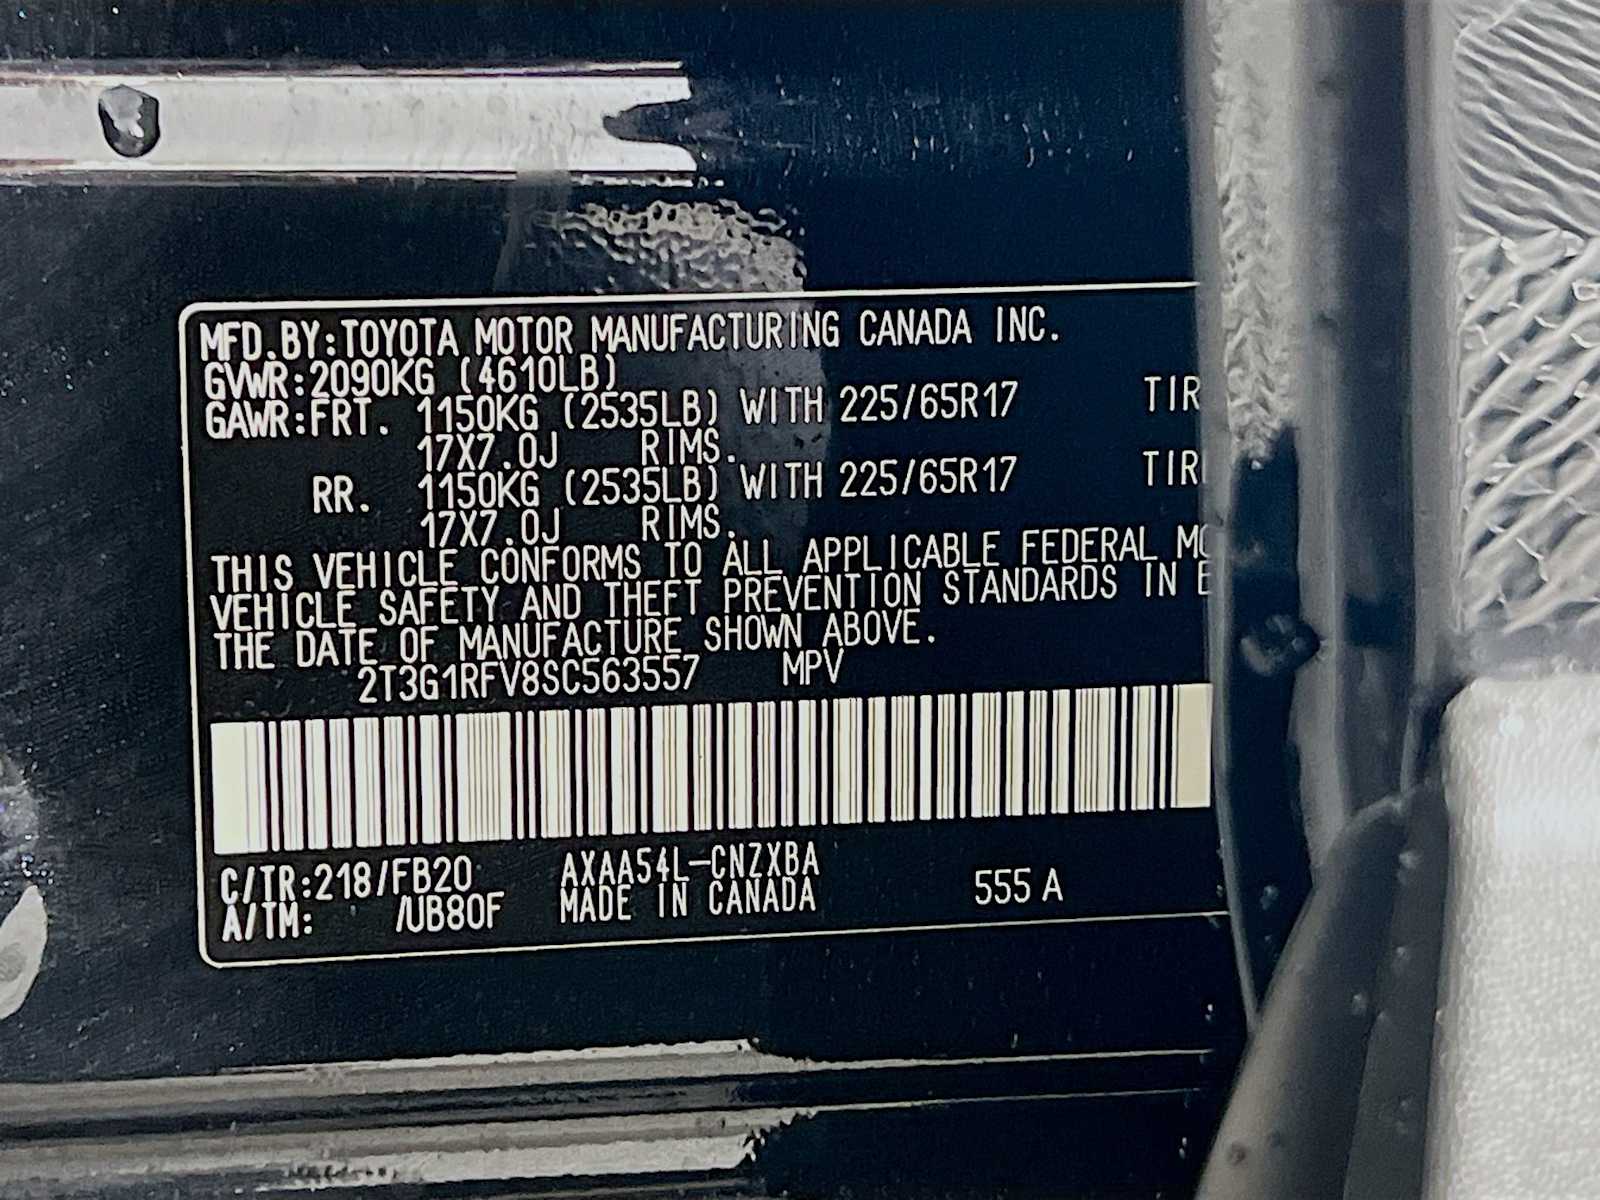 MFD.BY:TOYOTA MOTOR MANUFACTURING CANADA INC.
GVWR:2090KG (4610LB)
GAWR:FRT. 1150KG (2535LB) WITH 225/65R17 TIR
17X7.0J RIMS.
RR. 1150KG (2535LB) WITH 225/65R17 TIR
17X7.0J RIMS.
THIS VEHICLE CONFORMS TO ALL APPLICABLE FEDERAL MO
VEHICLE SAFETY AND THEFT PREVENTION STANDARDS IN E
THE DATE OF MANUFACTURE SHOWN ABOVE.
2T3G1RFV8SC563557 MPV
C/TR:218/FB20 AXAA54L-CNZXBA
A/TM: /UB80F MADE IN CANADA 555 A